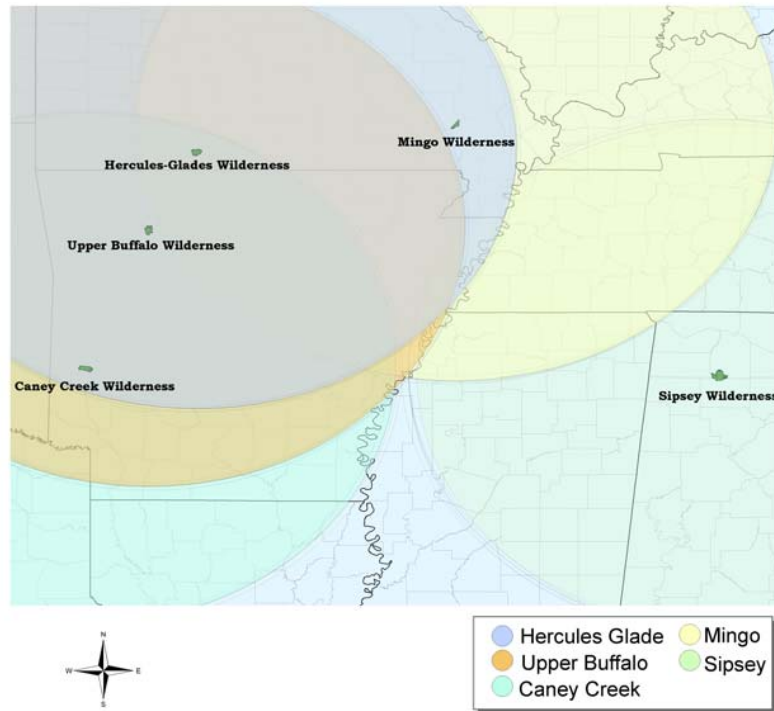 Mingo Wilderness
Hercules-Glades Wilderness
Upper Buffalo Wilderness
Caney Creek Wilderness
Sipsey Wilderness
N
W E
S
Hercules Glade
Mingo
Upper Buffalo
Sipsey
Caney Creek